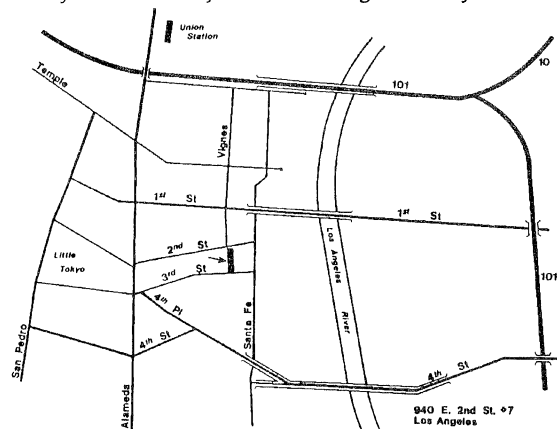 Union
Station
10
101
Temple
Vignes
1st St
1st St
2nd St
3rd St
Little
Tokyo
Los Angeles
River
101
4th Pl
4th St
Santa Fe
San Pedro
Alameda
4th St
940 E. 2nd St. #7
Los Angeles